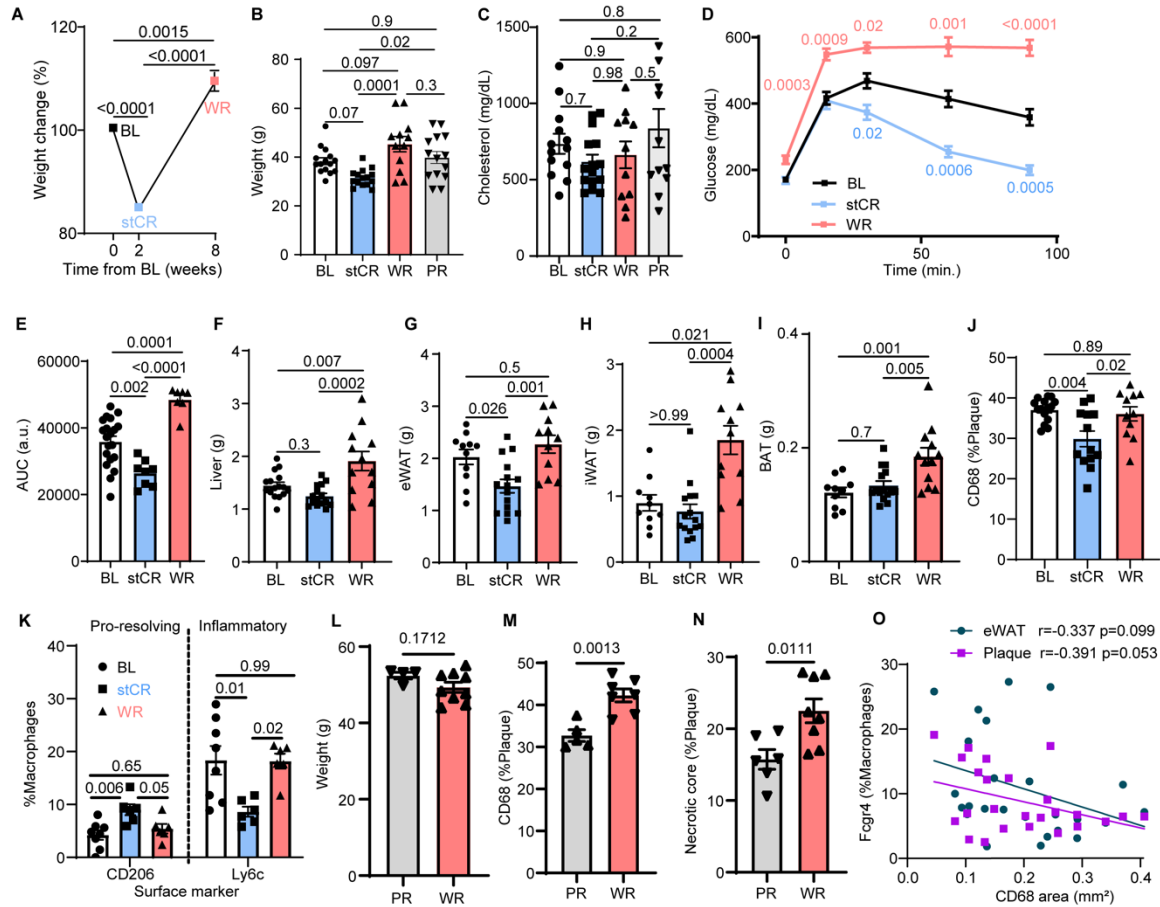 A
Weight change (%)
120
100
80
0.0015
<0.0001
<0.0001
BL
stCR
WR
0
2
8
Time from BL (weeks)
B
Weight (g)
80
60
40
20
0
0.9
0.02
0.097
0.0001
0.3
0.07
BL stCR WR PR
C
Cholesterol (mg/dL)
1500
1000
500
0
0.8
0.2
0.9
0.98
0.5
0.7
BL stCR WR PR
D
Glucose (mg/dL)
600
400
200
0
0.0003
0.0009
0.02
0.001
<0.0001
0.02
0.0006
0.0005
BL
stCR
WR
0
50
100
Time (min.)
E
AUC (a.u.)
60000
40000
20000
0
0.0001
<0.0001
0.002
BL stCR WR
F
Liver (g)
4
3
2
1
0
0.007
0.0002
0.3
BL stCR WR
G
eWAT (g)
4
3
2
1
0
0.5
0.001
0.026
BL stCR WR
H
iWAT (g)
3
2
1
0
0.021
0.0004
>0.99
BL stCR WR
I
BAT (g)
0.4
0.2
0.0
0.001
0.005
0.7
BL stCR WR
J
CD68 (%Plaque)
60
40
20
0
0.89
0.02
0.004
BL stCR WR
K
Pro-resolving
Inflammatory
%Macrophages
50
40
30
20
10
0
BL
stCR
WR
0.65
0.006
0.05
0.99
0.01
0.02
CD206
Ly6c
Surface marker
L
Weight (g)
60
40
20
0
0.1712
PR WR
M
CD68 (%Plaque)
60
50
40
30
20
10
0
0.0013
PR WR
N
Necrotic core (%Plaque)
30
20
10
0
0.0111
PR WR
O
eWAT r=-0.337 p=0.099
Plaque r=-0.391 p=0.053
Fcgr4 (%Macrophages)
30
20
10
0
0.0 0.1 0.2 0.3 0.4
CD68 area (mm²)